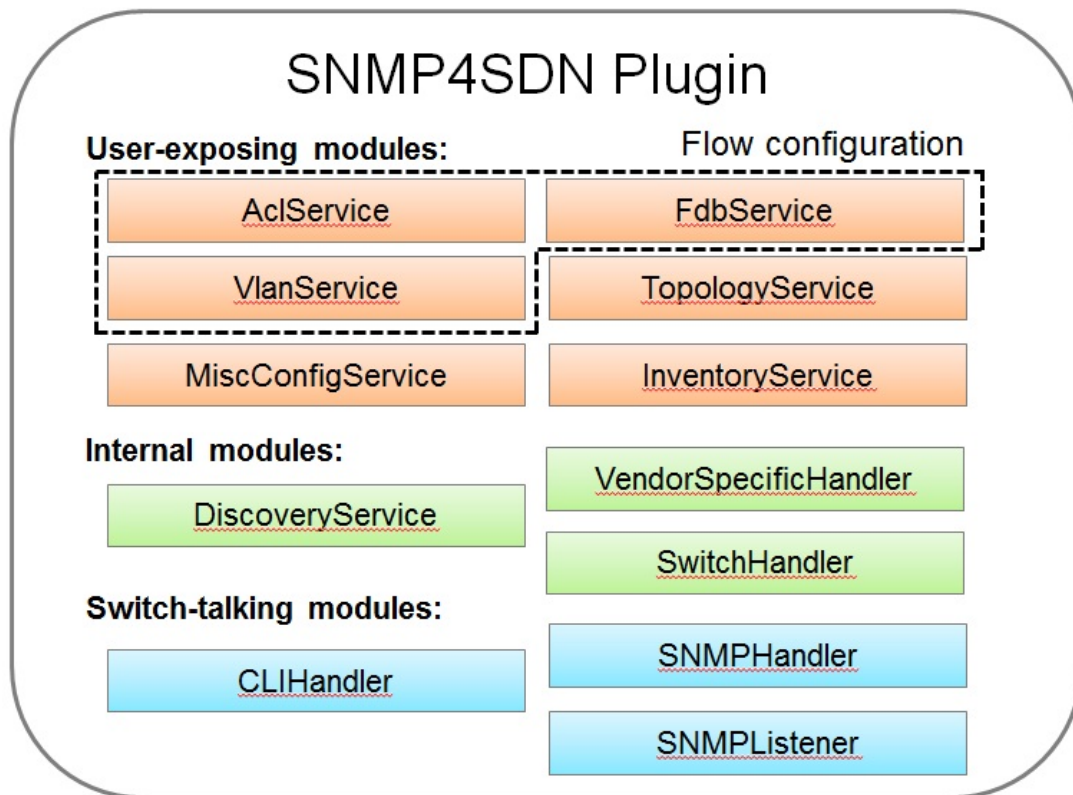 SNMP4SDN Plugin
User-exposing modules:
Flow configuration
AclService
FdbService
VlanService
TopologyService
MiscConfigService
InventoryService
Internal modules:
VendorSpecificHandler
DiscoveryService
SwitchHandler
Switch-talking modules:
SNMPHandler
CLIHandler
SNMPListener